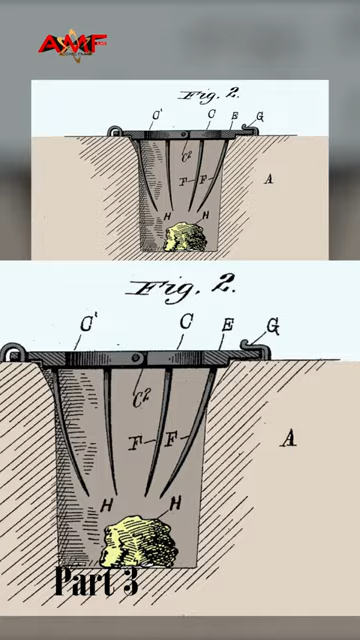 AMF
Fig. 2.
C' C E G
C²
F F A
H H
Fig. 2.
C' C E G
C²
F F A
H H
Part 3